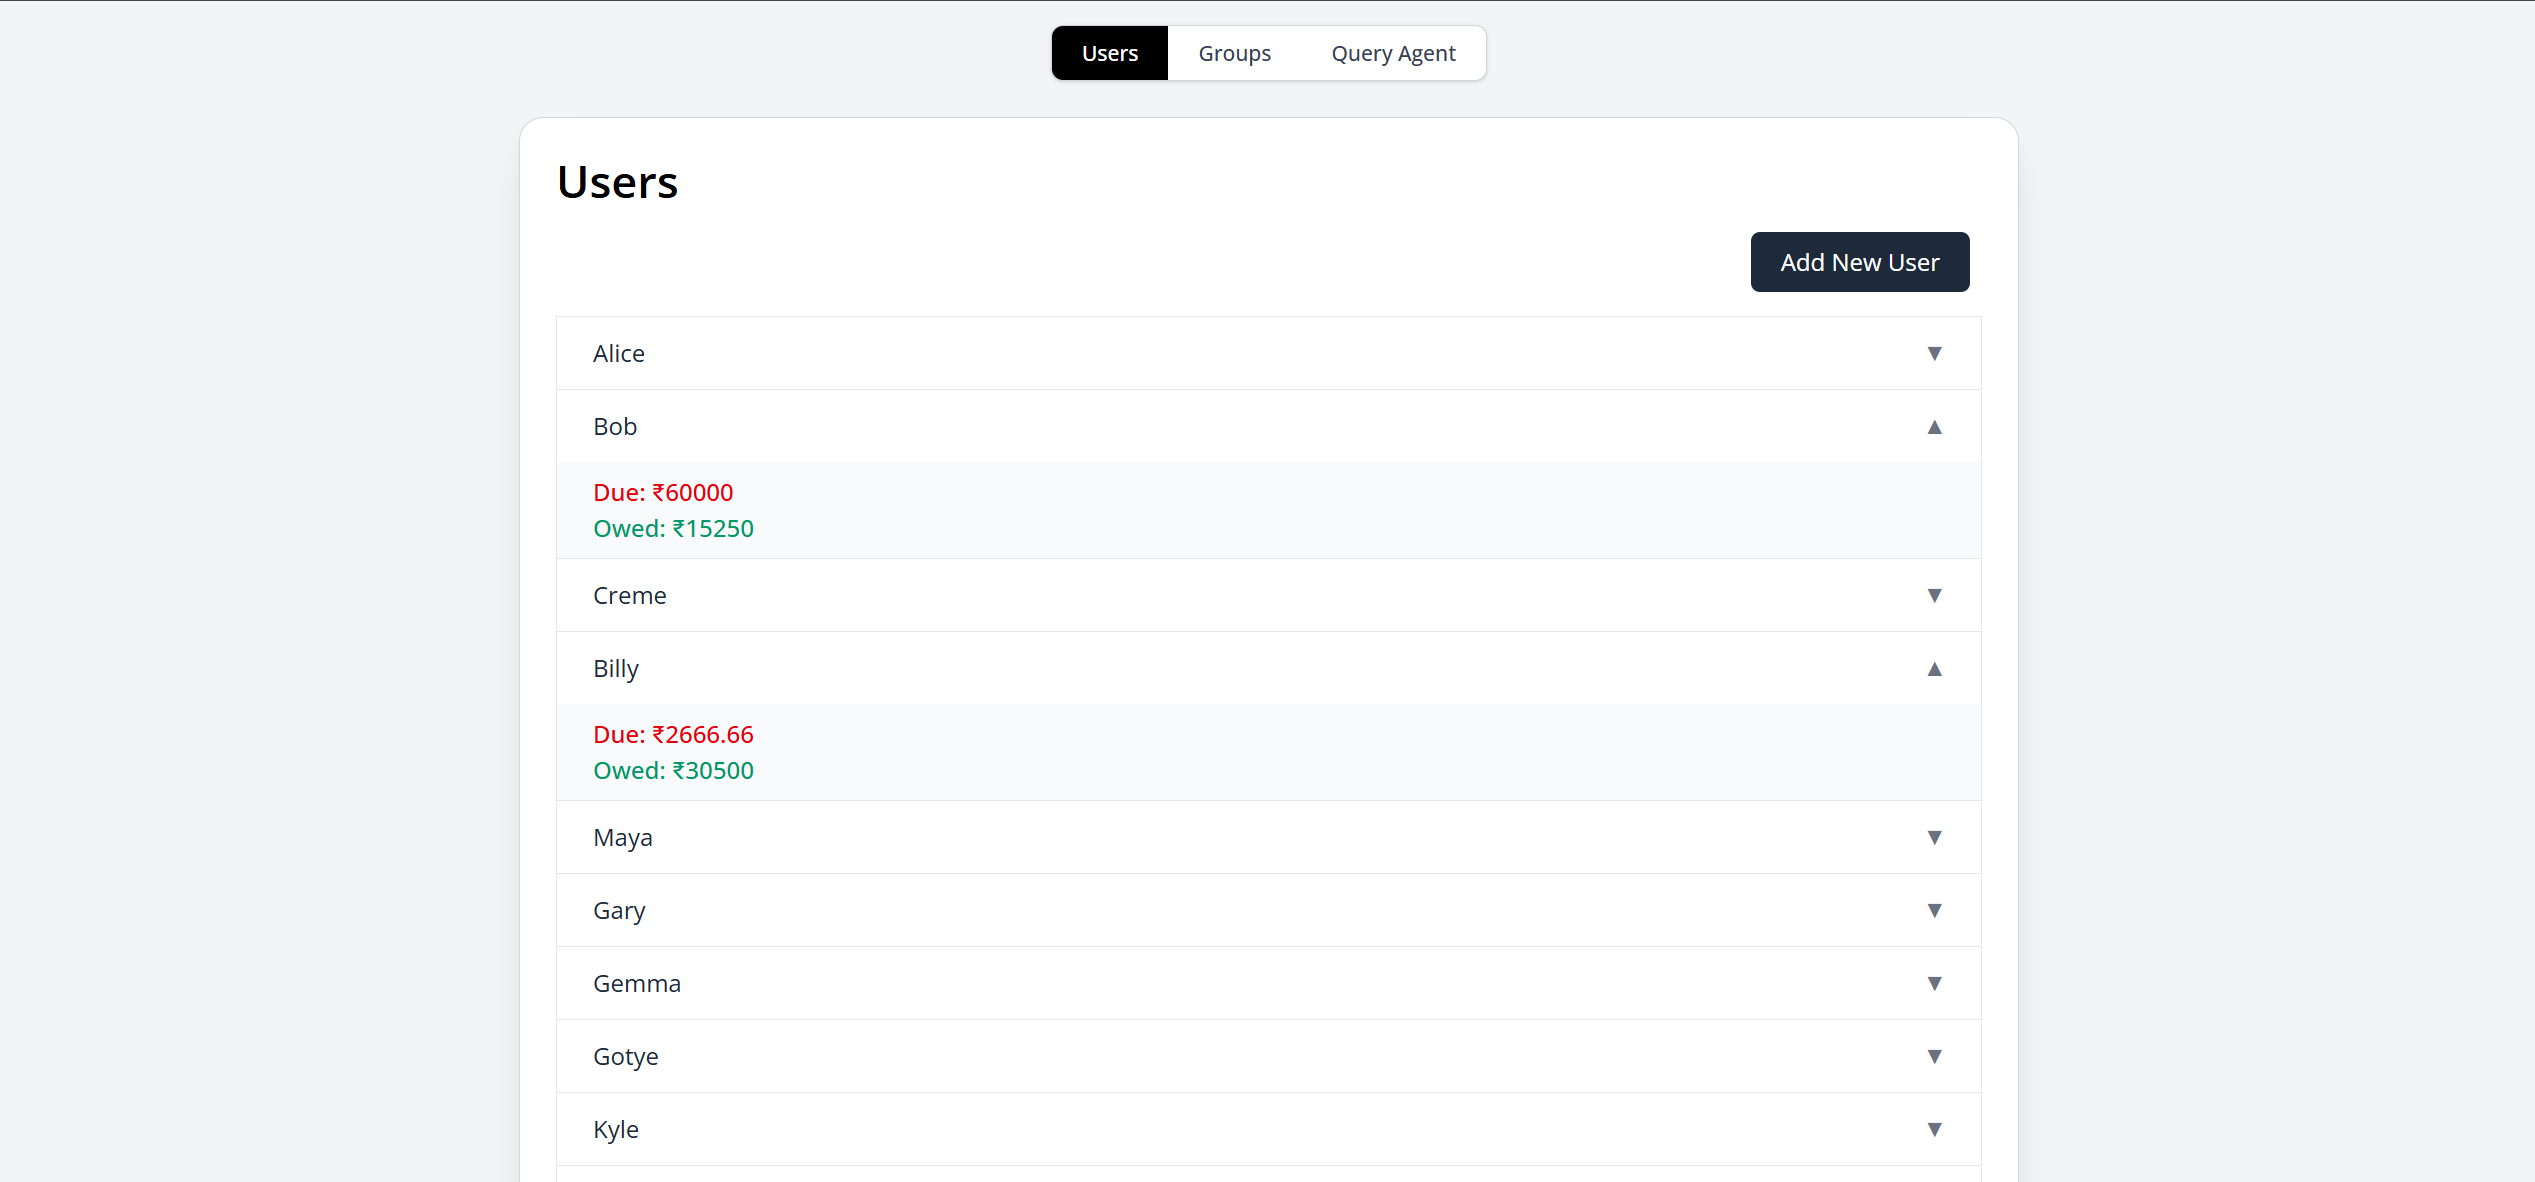 Users Groups Query Agent
Users
Add New User
Alice ▼
Bob ▲
Due: ₹60000
Owed: ₹15250
Creme ▼
Billy ▲
Due: ₹2666.66
Owed: ₹30500
Maya ▼
Gary ▼
Gemma ▼
Gotye ▼
Kyle ▼